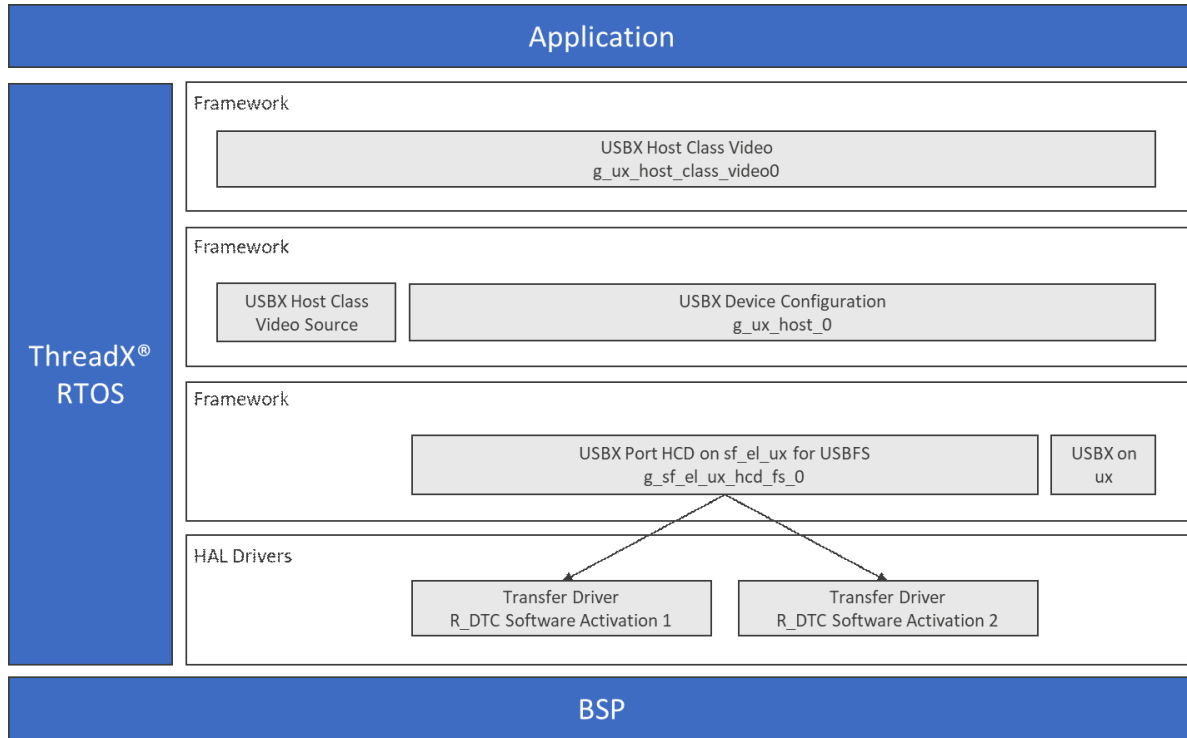 Application
ThreadX®
RTOS
Framework
USBX Host Class Video
g_ux_host_class_video0
Framework
USBX Host Class
Video Source
USBX Device Configuration
g_ux_host_0
Framework
USBX Port HCD on sf_el_ux for USBFS
g_sf_el_ux_hcd_fs_0
USBX on
ux
HAL Drivers
Transfer Driver
R_DTC Software Activation 1
Transfer Driver
R_DTC Software Activation 2
BSP